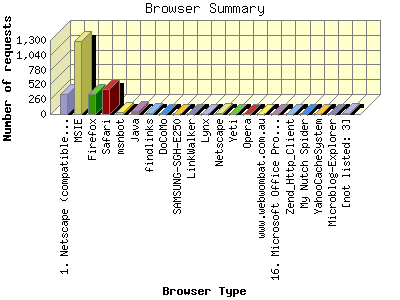 Browser Summary
Number of requests
1,300
1,040
780
520
260
0
1. Netscape (compatible...
MSIE
Firefox
Safari
msnbot
Java
findlinks
DoCoMo
SAMSUNG-SGH-E250
LinkWalker
Lynx
Netscape
Yeti
Opera
www.webwombat.com.au
16. Microsoft Office Pro...
Zend_Http_Client
My Nutch Spider
YahooCacheSystem
Microblog-Explorer
[not listed: 3]
Browser Type